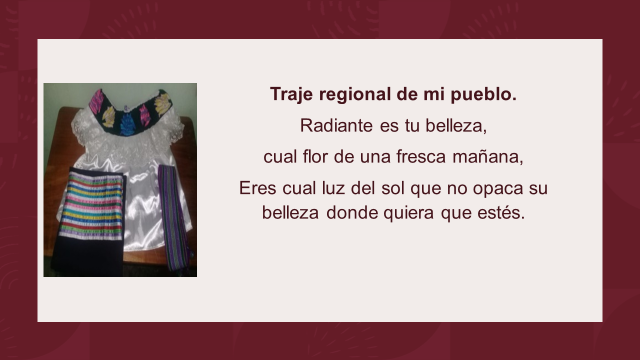 Traje regional de mi pueblo.
Radiante es tu belleza,
cual flor de una fresca mañana,
Eres cual luz del sol que no opaca su
belleza donde quiera que estés.